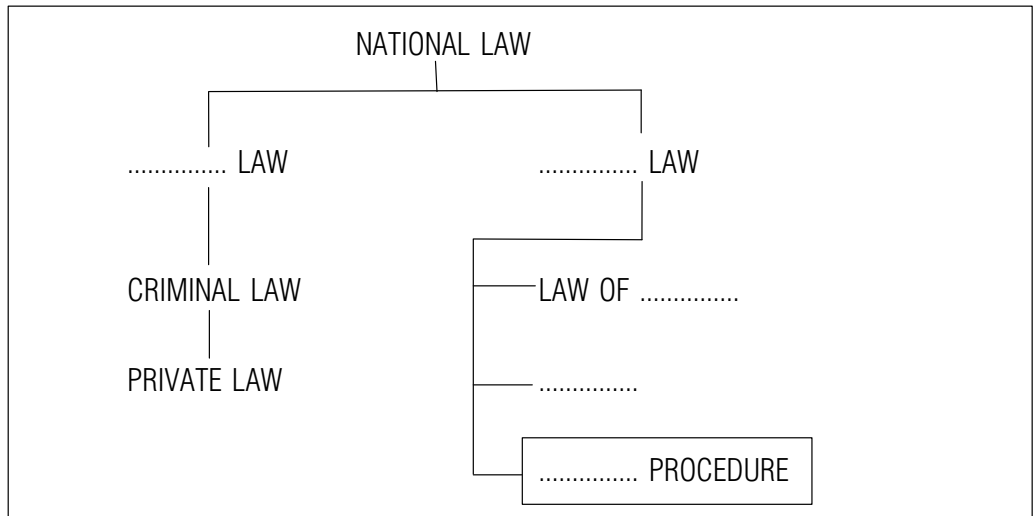 NATIONAL LAW
............... LAW
............... LAW
CRIMINAL LAW
LAW OF ...............
PRIVATE LAW
...............
............... PROCEDURE